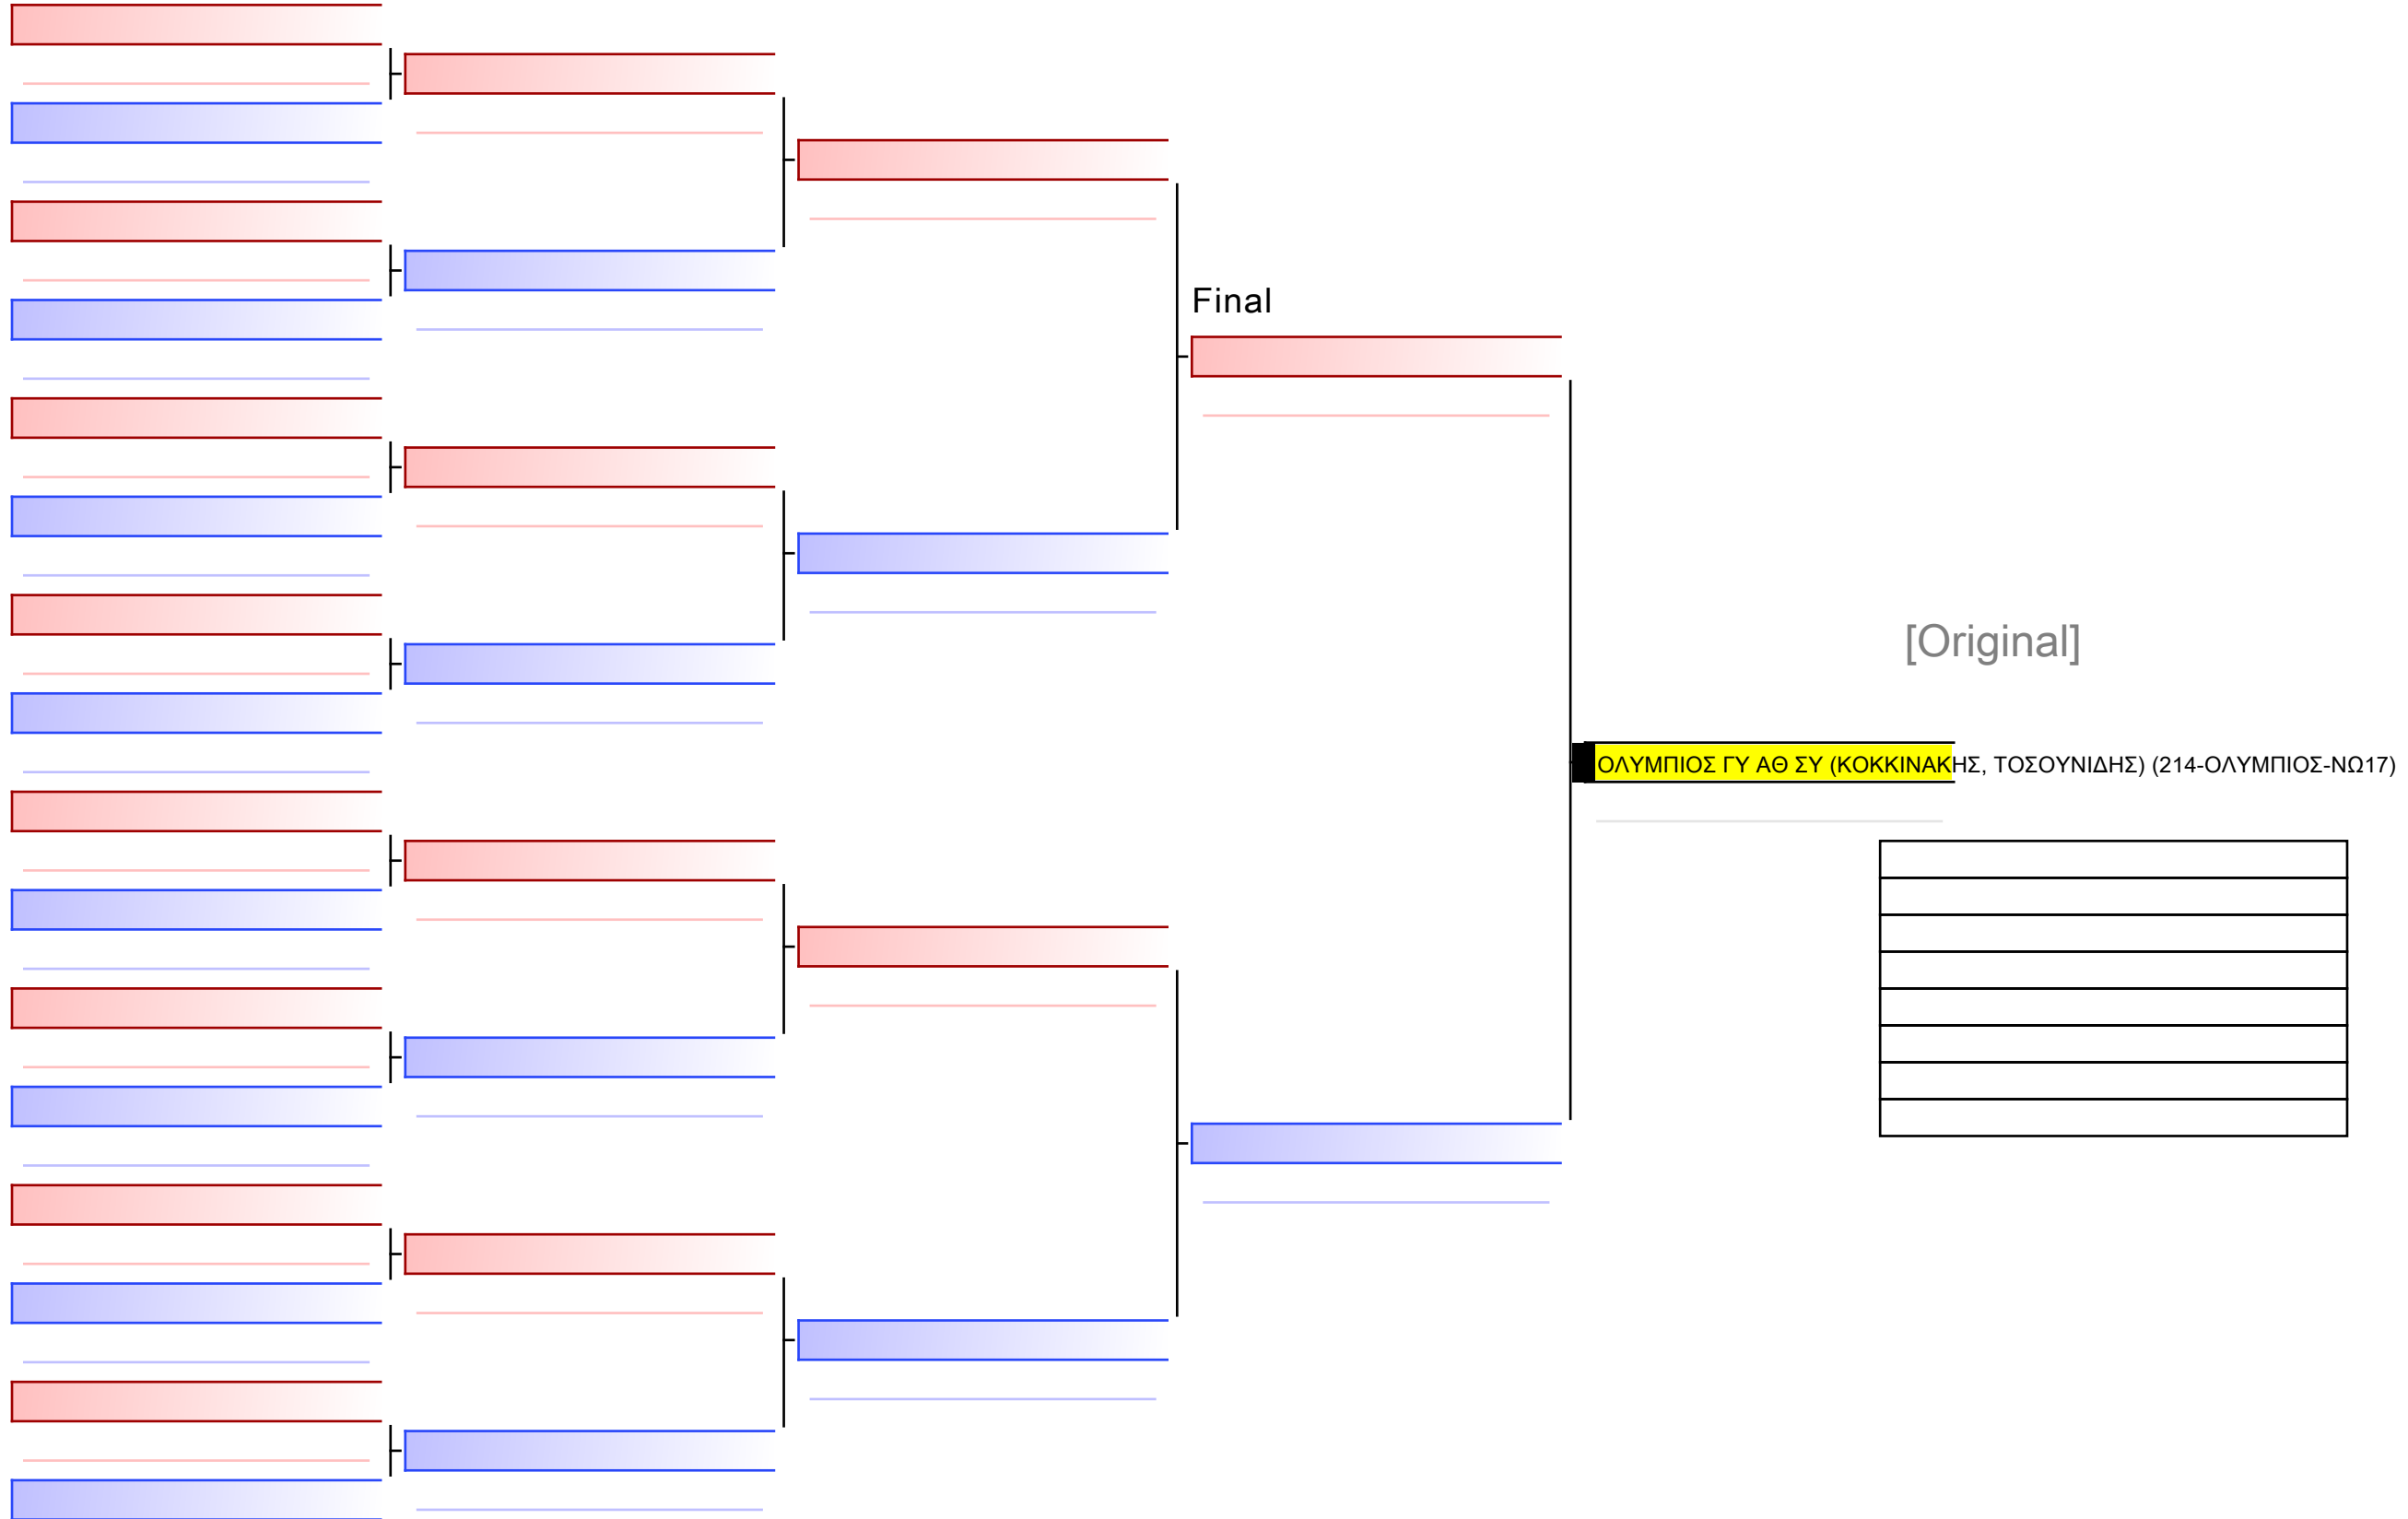 Final
[Original]
ΟΛΥΜΠΙΟΣ ΓΥ ΑΘ ΣΥ (ΚΟΚΚΙΝΑΚΗΣ, ΤΟΣΟΥΝΙΔΗΣ) (214-ΟΛΥΜΠΙΟΣ-ΝΩ17)